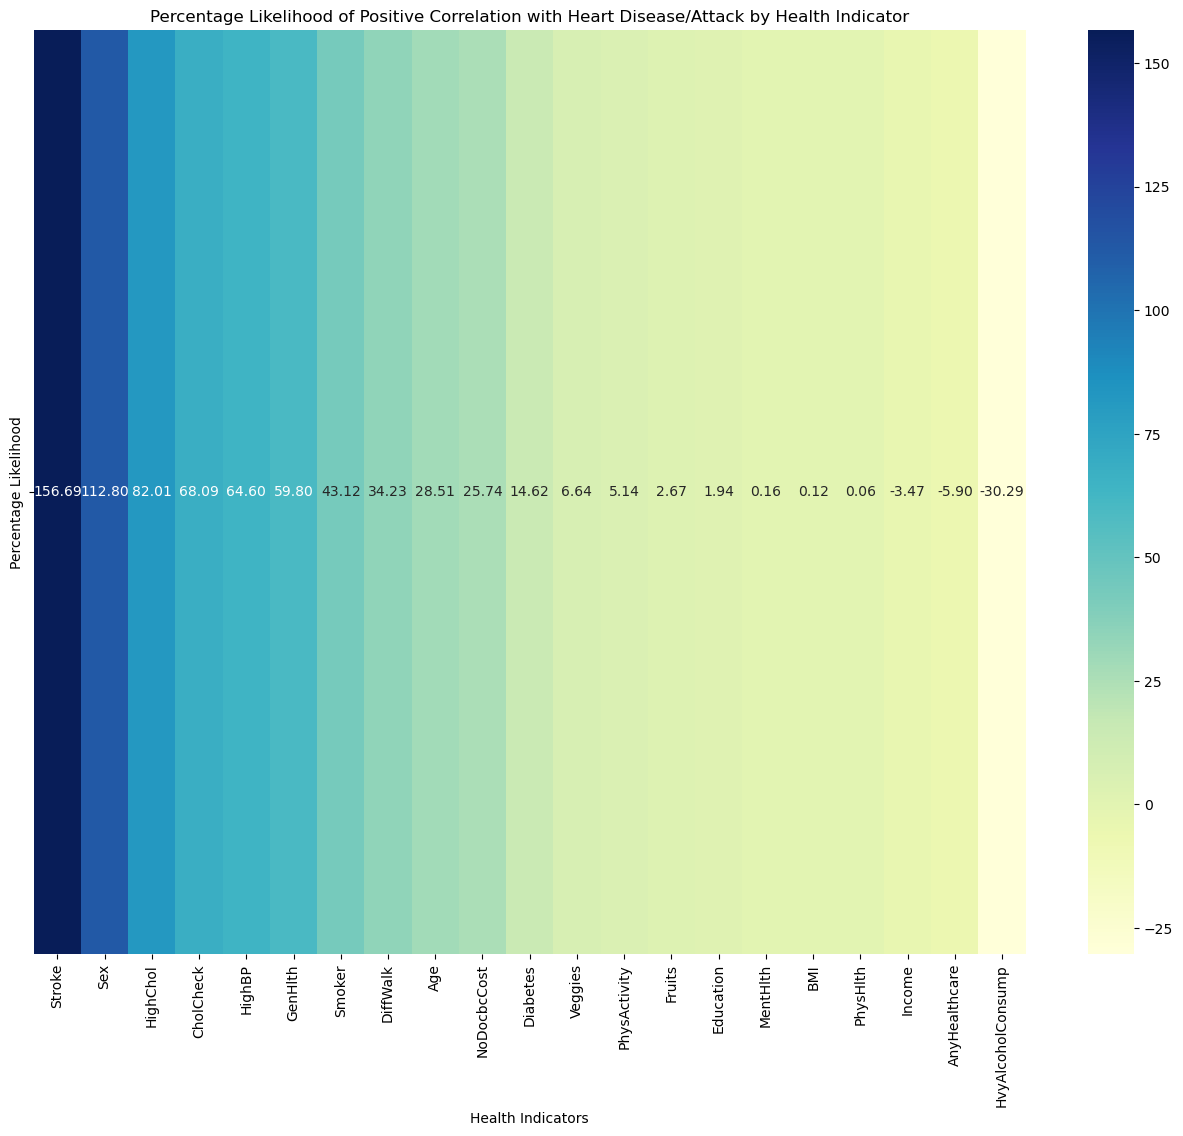 Percentage Likelihood of Positive Correlation with Heart Disease/Attack by Health Indicator
Percentage Likelihood
156.69 112.80 82.01 68.09 64.60 59.80 43.12 34.23 28.51 25.74 14.62 6.64 5.14 2.67 1.94 0.16 0.12 0.06 -3.47 -5.90 -30.29
Stroke
Sex
HighChol
CholCheck
HighBP
GenHlth
Smoker
DiffWalk
Age
NoDocbcCost
Diabetes
Veggies
PhysActivity
Fruits
Education
MentHlth
BMI
PhysHlth
Income
AnyHealthcare
HvyAlcoholConsump
Health Indicators
150
125
100
75
50
25
0
−25